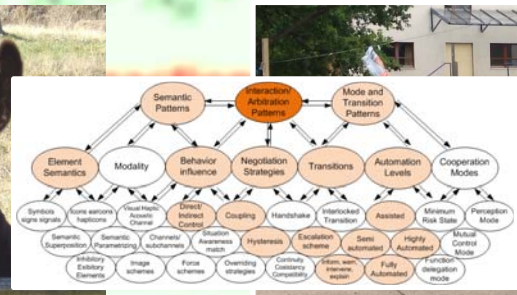 Semantic Patterns
Interaction/ Arbitration Patterns
Mode and Transition Patterns
Element Semantics
Modality
Behavior influence
Negotiation Strategies
Transitions
Automation Levels
Cooperation Modes
Symbols signs signals
Icons earcons hapticons
Visual Haptic Acoustic Channel
Direct/ Indirect Control
Coupling
Handshake
Interlocked Transition
Assisted
Minimum Risk State
Perception Mode
Semantic Superposition
Semantic Parametrizing
Channels/ subchannels
Situation Awareness match
Hysteresis
Escalation scheme
Semi automated
Highly Automated
Mutual Control Mode
Inhibitory Exibitory Elements
Image schemes
Force schemes
Overriding strategies
Continuity Coistancy Compatibility
Inform, warn, intervene, explain
Fully Automated
Function delegation mode